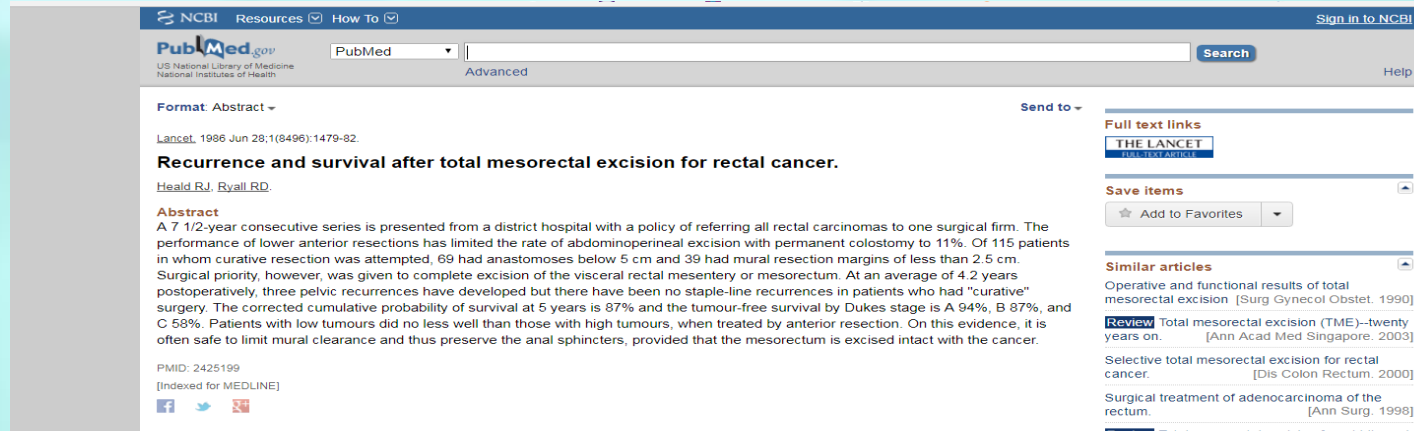 NCBI Resources How To Sign in to NCBI
PubMed.gov
US National Library of Medicine
National Institutes of Health
PubMed
Search
Advanced
Help
Format: Abstract
Send to
Lancet. 1986 Jun 28;1(8496):1479-82.
Recurrence and survival after total mesorectal excision for rectal cancer.
Heald RJ, Ryall RD.
Abstract
A 7 1/2-year consecutive series is presented from a district hospital with a policy of referring all rectal carcinomas to one surgical firm. The
performance of lower anterior resections has limited the rate of abdominoperineal excision with permanent colostomy to 11%. Of 115 patients
in whom curative resection was attempted, 69 had anastomoses below 5 cm and 39 had mural resection margins of less than 2.5 cm.
Surgical priority, however, was given to complete excision of the visceral rectal mesentery or mesorectum. At an average of 4.2 years
postoperatively, three pelvic recurrences have developed but there have been no staple-line recurrences in patients who had "curative"
surgery. The corrected cumulative probability of survival at 5 years is 87% and the tumour-free survival by Dukes stage is A 94%, B 87%, and
C 58%. Patients with low tumours did no less well than those with high tumours, when treated by anterior resection. On this evidence, it is
often safe to limit mural clearance and thus preserve the anal sphincters, provided that the mesorectum is excised intact with the cancer.
PMID: 2425199
[Indexed for MEDLINE]
Full text links
THE LANCET
FULL-TEXT ARTICLE
Save items
Add to Favorites
Similar articles
Operative and functional results of total
mesorectal excision [Surg Gynecol Obstet. 1990]
Review Total mesorectal excision (TME)--twenty
years on. [Ann Acad Med Singapore. 2003]
Selective total mesorectal excision for rectal
cancer. [Dis Colon Rectum. 2000]
Surgical treatment of adenocarcinoma of the
rectum. [Ann Surg. 1998]